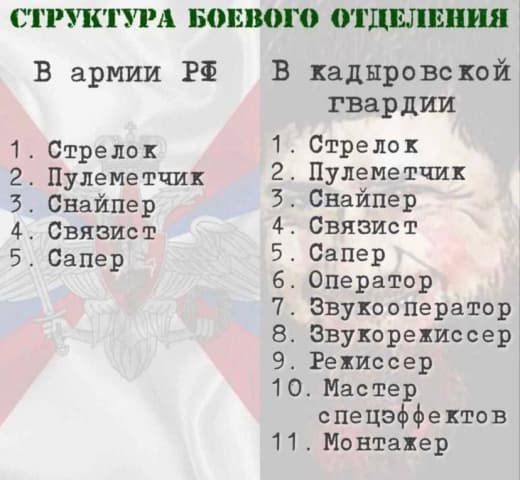 СТРУКТУРА БОЕВОГО ОТДЕЛЕНИЯ
В армии РФ
1. Стрелок
2. Пулеметчик
3. Снайпер
4. Связист
5. Сапер
В кадыровской
гвардии
1. Стрелок
2. Пулеметчик
3. Снайпер
4. Связист
5. Сапер
6. Оператор
7. Звукооператор
8. Звукорежиссер
9. Режиссер
10. Мастер
спецэффектов
11. Монтажер